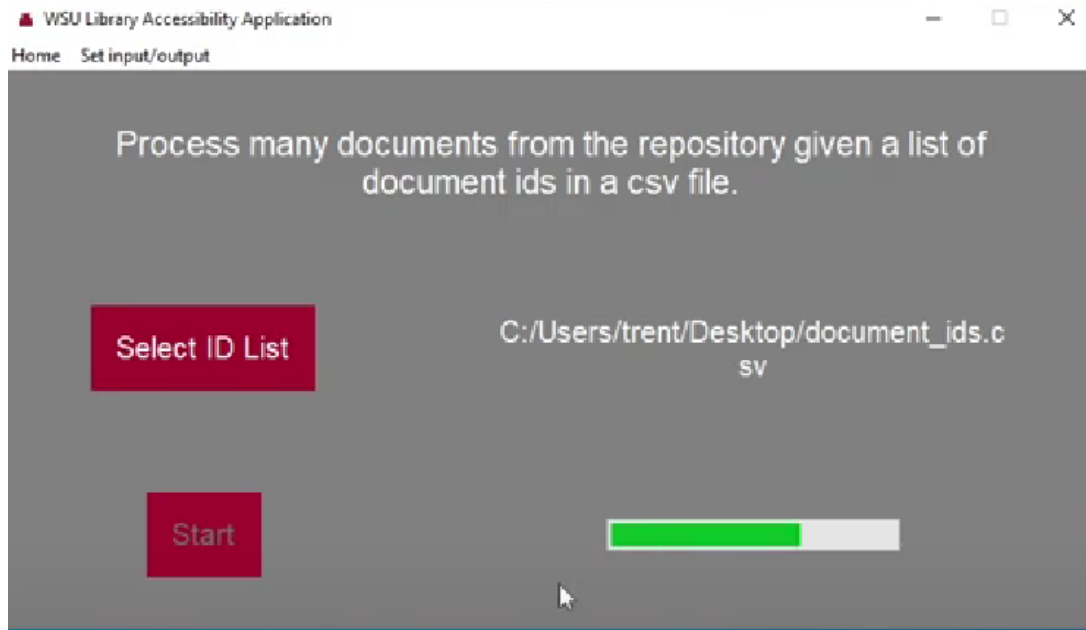 WSU Library Accessibility Application
Home Set input/output
Process many documents from the repository given a list of
document ids in a csv file.
Select ID List
C:/Users/trent/Desktop/document_ids.c
sv
Start